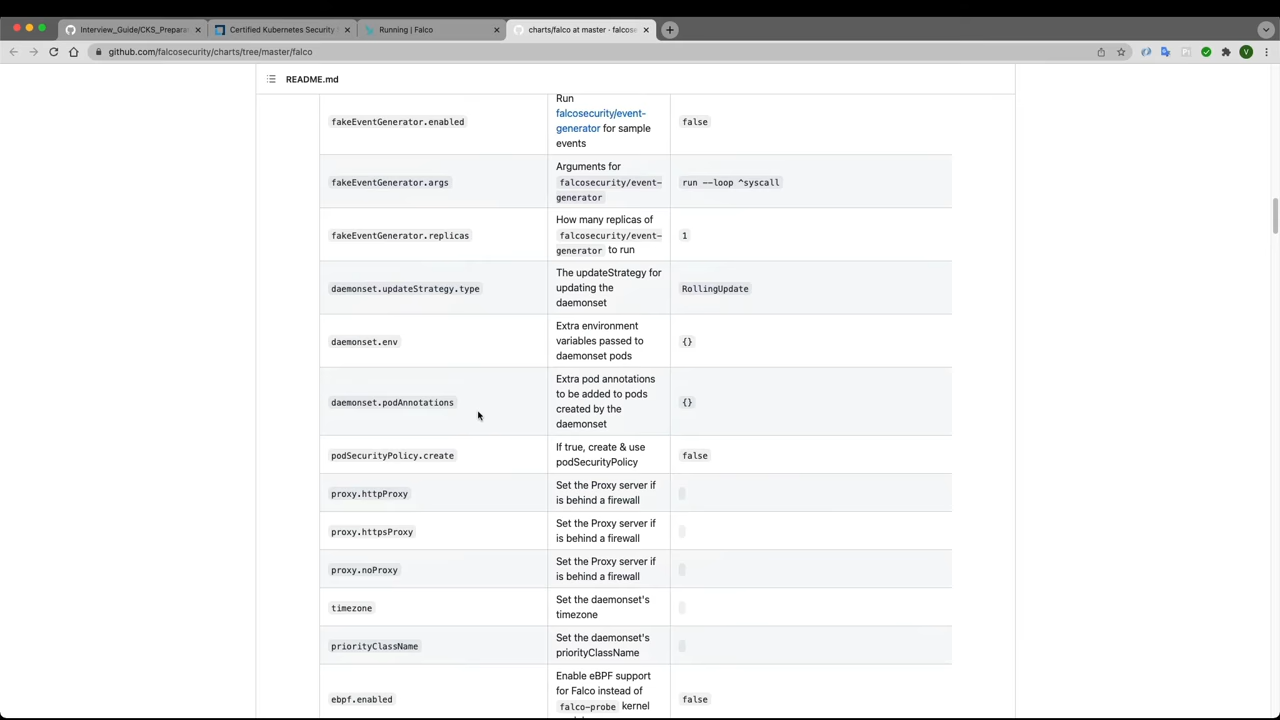 Interview_Guide/CKS_Prepara
Certified Kubernetes Security
Running | Falco
charts/falco at master · falcose
github.com/falcosecurity/charts/tree/master/falco
V
README.md
Run
fakeEventGenerator.enabled
falcosecurity/event-
generator for sample
events
false
fakeEventGenerator.args
Arguments for
falcosecurity/event-
generator
run --loop ^syscall
fakeEventGenerator.replicas
How many replicas of
falcosecurity/event-
generator to run
1
daemonset.updateStrategy.type
The updateStrategy for
updating the
daemonset
RollingUpdate
daemonset.env
Extra environment
variables passed to
daemonset pods
{}
daemonset.podAnnotations
Extra pod annotations
to be added to pods
created by the
daemonset
{}
podSecurityPolicy.create
If true, create & use
podSecurityPolicy
false
proxy.httpProxy
Set the Proxy server if
is behind a firewall
proxy.httpsProxy
Set the Proxy server if
is behind a firewall
proxy.noProxy
Set the Proxy server if
is behind a firewall
timezone
Set the daemonset's
timezone
priorityClassName
Set the daemonset's
priorityClassName
ebpf.enabled
Enable eBPF support
for Falco instead of
falco-probe kernel
false